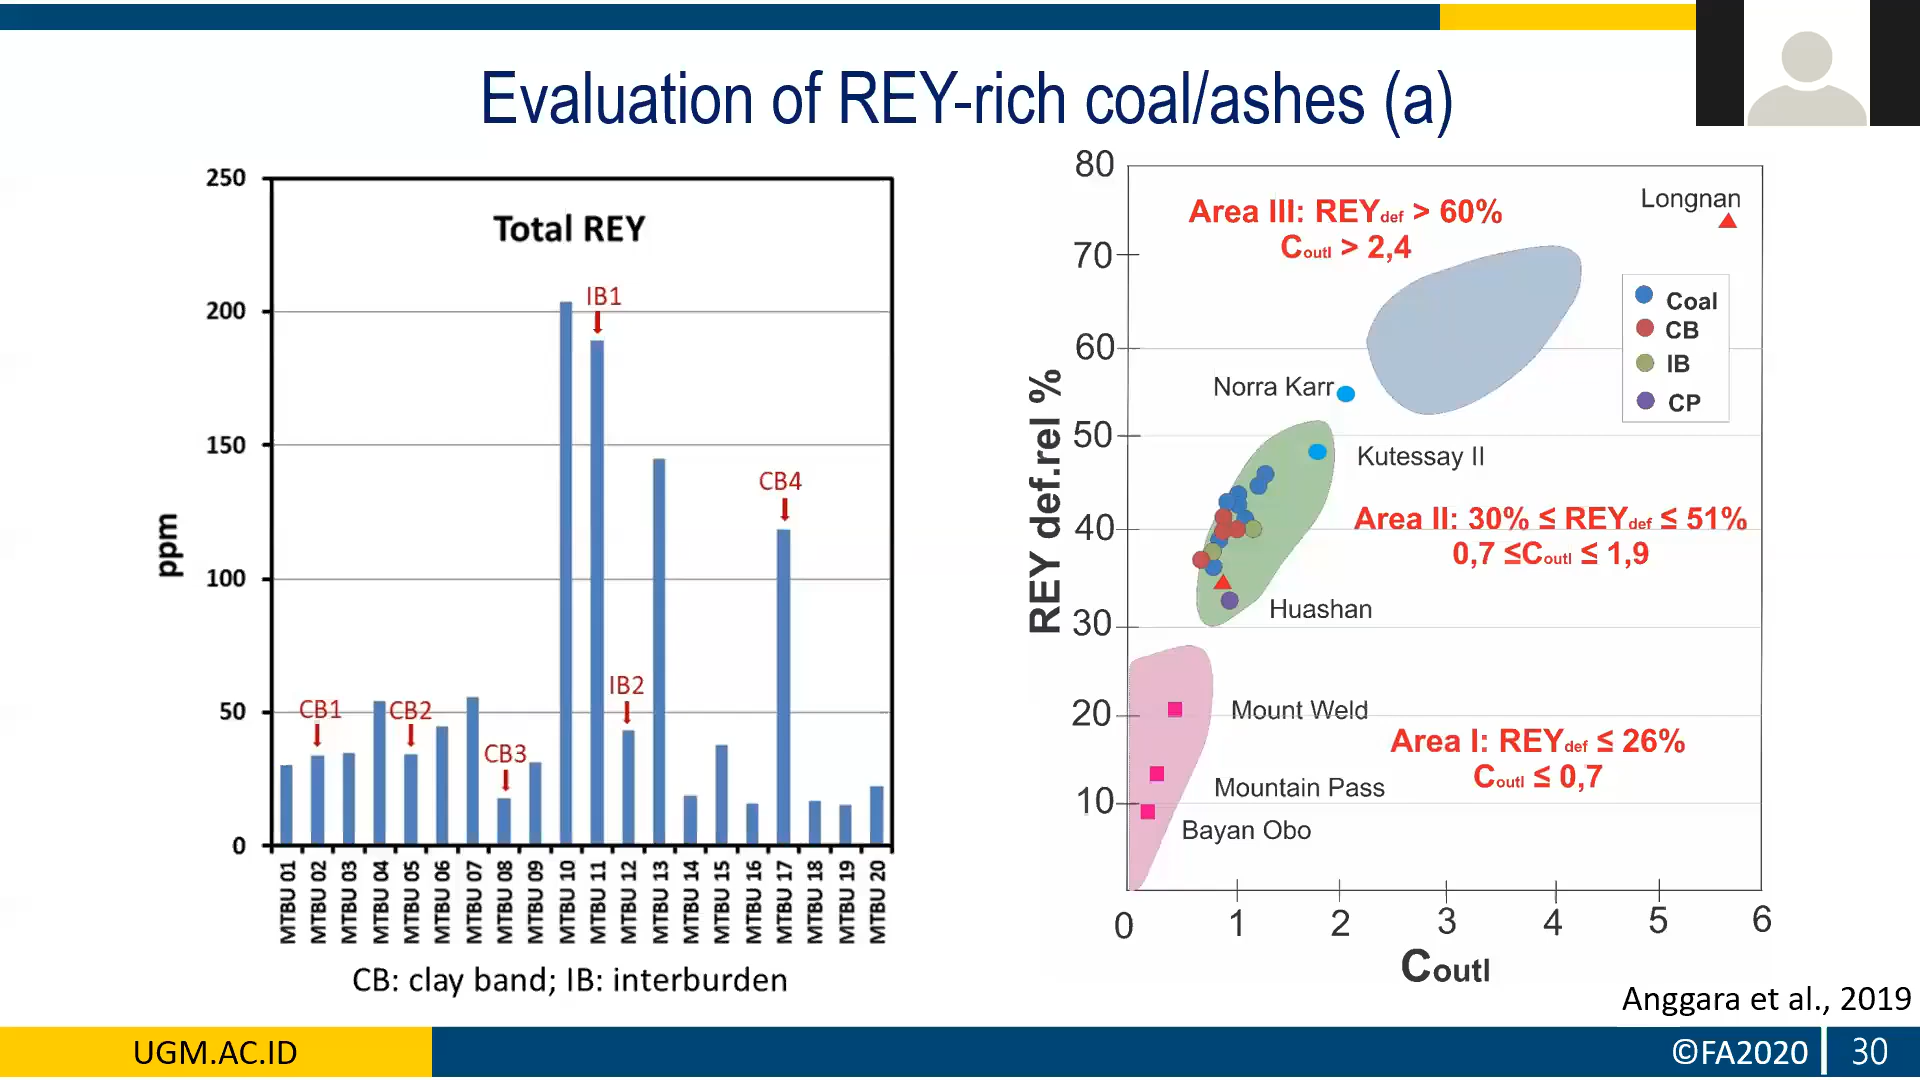 Evaluation of REY-rich coal/ashes (a)
250
200
150
100
50
0
ppm
Total REY
IB1
CB4
IB2
CB1
CB2
CB3
MTBU 01
MTBU 02
MTBU 03
MTBU 04
MTBU 05
MTBU 06
MTBU 07
MTBU 08
MTBU 09
MTBU 10
MTBU 11
MTBU 12
MTBU 13
MTBU 14
MTBU 15
MTBU 16
MTBU 17
MTBU 18
MTBU 19
MTBU 20
CB: clay band; IB: interburden
80
70
60
50
40
30
20
10
REY def.rel %
Area III: REYdef > 60%
Coutl > 2,4
Longnan
Coal
CB
IB
CP
Norra Karr
Kutessay II
Area II: 30% ≤ REYdef ≤ 51%
0,7 ≤Coutl ≤ 1,9
Huashan
Mount Weld
Area I: REYdef ≤ 26%
Coutl ≤ 0,7
Mountain Pass
Bayan Obo
0 1 2 3 4 5 6
Coutl
Anggara et al., 2019
UGM.AC.ID
©FA2020
30